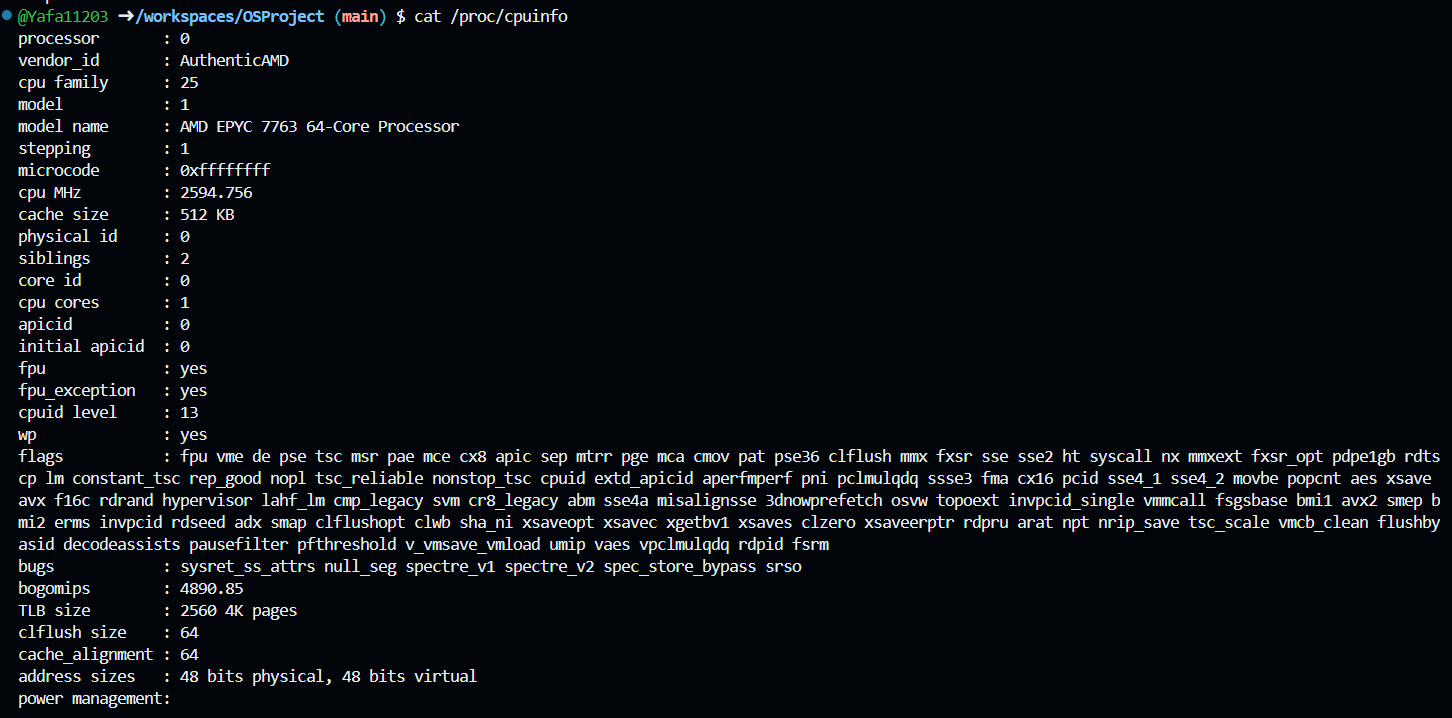 @Yafa11203 ➜/workspaces/OSProject (main) $ cat /proc/cpuinfo
processor       : 0
vendor_id       : AuthenticAMD
cpu family      : 25
model           : 1
model name      : AMD EPYC 7763 64-Core Processor
stepping        : 1
microcode       : 0xffffffff
cpu MHz         : 2594.756
cache size      : 512 KB
physical id     : 0
siblings        : 2
core id         : 0
cpu cores       : 1
apicid          : 0
initial apicid  : 0
fpu             : yes
fpu_exception   : yes
cpuid level     : 13
wp              : yes
flags           : fpu vme de pse tsc msr pae mce cx8 apic sep mtrr pge mca cmov pat pse36 clflush mmx fxsr sse sse2 ht syscall nx mmxext fxsr_opt pdpe1gb rdts
cp lm constant_tsc rep_good nopl tsc_reliable nonstop_tsc cpuid extd_apicid aperfmperf pni pclmulqdq ssse3 fma cx16 pcid sse4_1 sse4_2 movbe popcnt aes xsave
avx f16c rdrand hypervisor lahf_lm cmp_legacy svm cr8_legacy abm sse4a misalignsse 3dnowprefetch osvw topoext invpcid_single vmmcall fsgsbase bmi1 avx2 smep b
mi2 erms invpcid rdseed adx smap clflushopt clwb sha_ni xsaveopt xsavec xgetbv1 xsaves clzero xsaveerptr rdpru arat npt nrip_save tsc_scale vmcb_clean flushby
asid decodeassists pausefilter pfthreshold v_vmsave_vmload umip vaes vpclmulqdq rdpid fsrm
bugs            : sysret_ss_attrs null_seg spectre_v1 spectre_v2 spec_store_bypass srso
bogomips        : 4890.85
TLB size        : 2560 4K pages
clflush size    : 64
cache_alignment : 64
address sizes   : 48 bits physical, 48 bits virtual
power management: